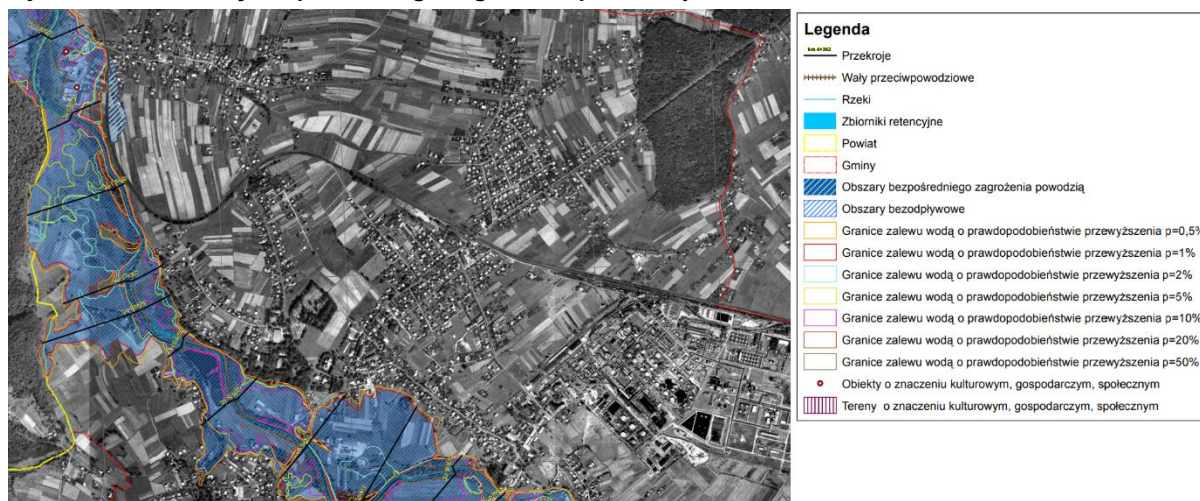 Legenda
Przekroje
Wały przeciwpowodziowe
Rzeki
Zbiorniki retencyjne
Powiat
Gminy
Obszary bezpośredniego zagrożenia powodzią
Obszary bezodpływowe
Granice zalewu wodą o prawdopodobieństwie przewyższenia p=0,5%
Granice zalewu wodą o prawdopodobieństwie przewyższenia p=1%
Granice zalewu wodą o prawdopodobieństwie przewyższenia p=2%
Granice zalewu wodą o prawdopodobieństwie przewyższenia p=5%
Granice zalewu wodą o prawdopodobieństwie przewyższenia p=10%
Granice zalewu wodą o prawdopodobieństwie przewyższenia p=20%
Granice zalewu wodą o prawdopodobieństwie przewyższenia p=50%
Obiekty o znaczeniu kulturowym, gospodarczym, społecznym
Tereny o znaczeniu kulturowym, gospodarczym, społecznym